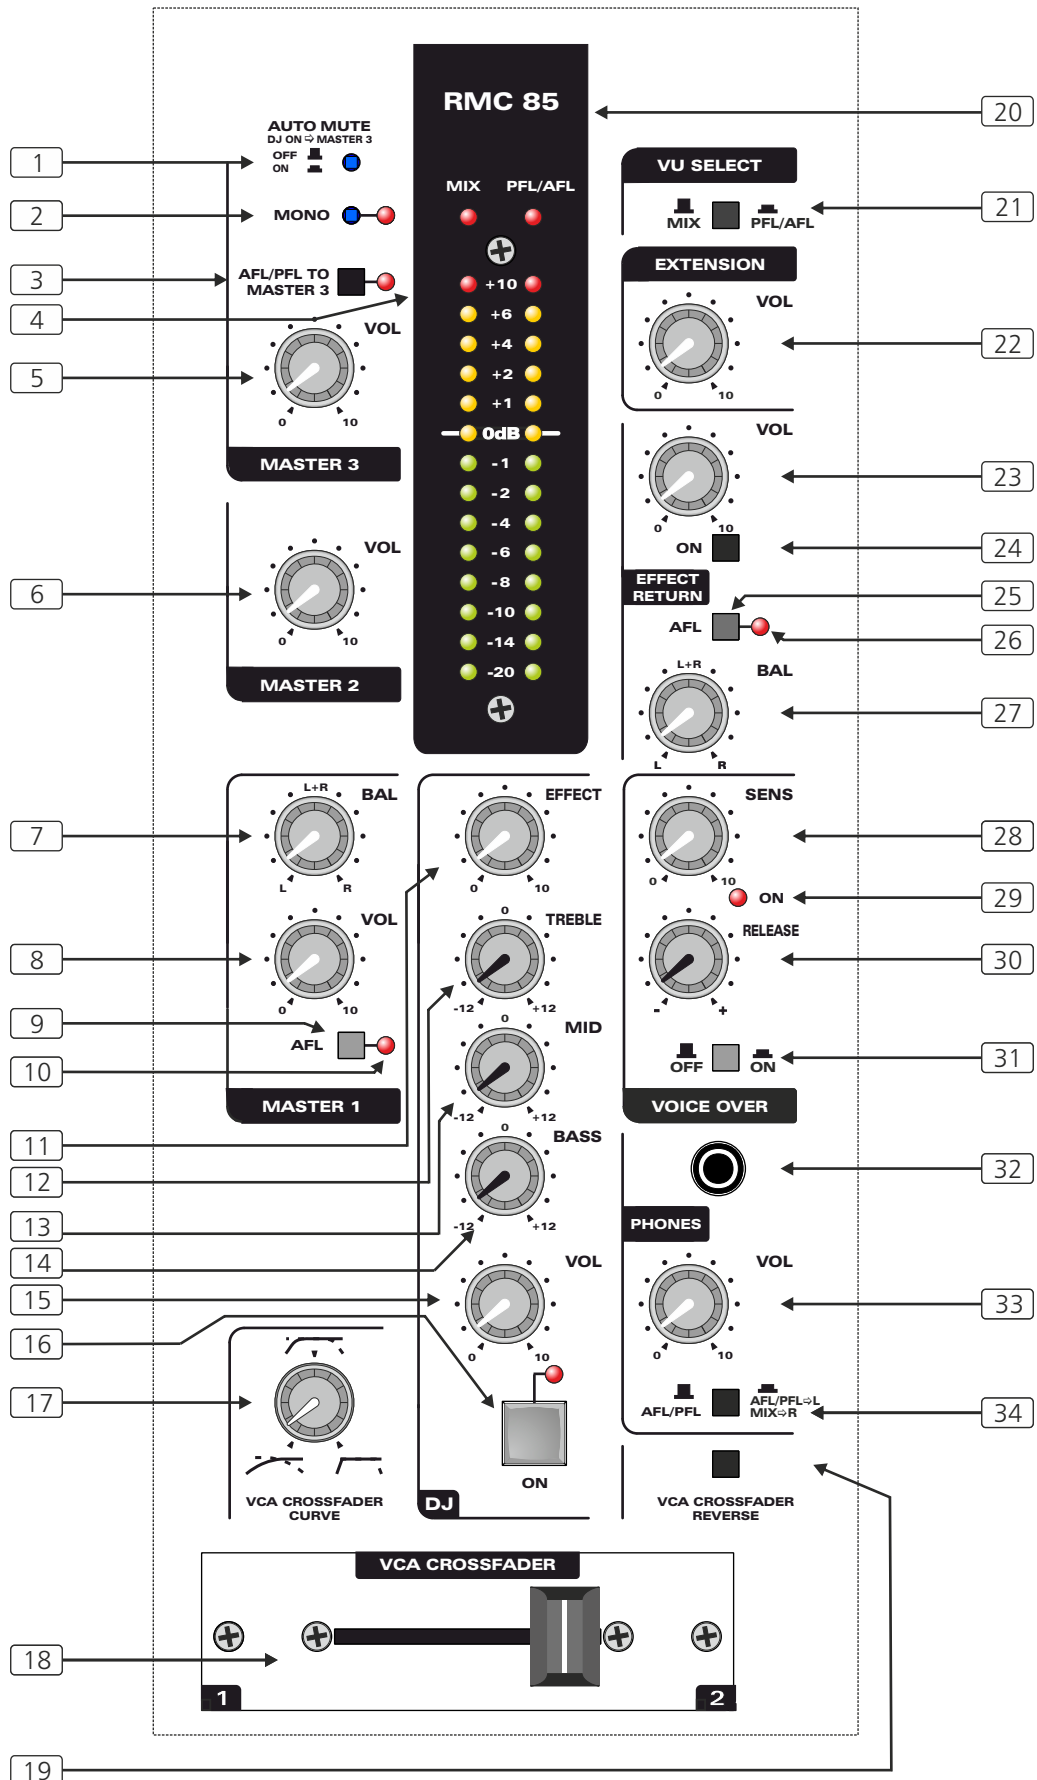 RMC 85
MIX PFL/AFL
+10
+6
+4
+2
+1
0dB
-1
-2
-4
-6
-8
-10
-14
-20
1
2
3
4
5
6
7
8
9
10
11
12
13
14
15
16
17
18
19
AUTO MUTE
DJ ON ⇨ MASTER 3
OFF
ON
MONO
AFL/PFL TO
MASTER 3
VOL
0 10
MASTER 3
VOL
0 10
MASTER 2
L+R
BAL
L R
VOL
0 10
AFL
MASTER 1
EFFECT
0 10
0
TREBLE
-12 +12
0
MID
-12 +12
0
BASS
-12 +12
VOL
0 10
ON
DJ
VCA CROSSFADER
CURVE
VU SELECT
MIX PFL/AFL
EXTENSION
VOL
0 10
VOL
0 10
ON
EFFECT
RETURN
AFL
L+R
BAL
L R
SENS
0 10
ON
RELEASE
- +
OFF ON
VOICE OVER
PHONES
VOL
0 10
AFL/PFL
AFL/PFL⇨L
MIX⇨R
VCA CROSSFADER
REVERSE
VCA CROSSFADER
1 2
20
21
22
23
24
25
26
27
28
29
30
31
32
33
34